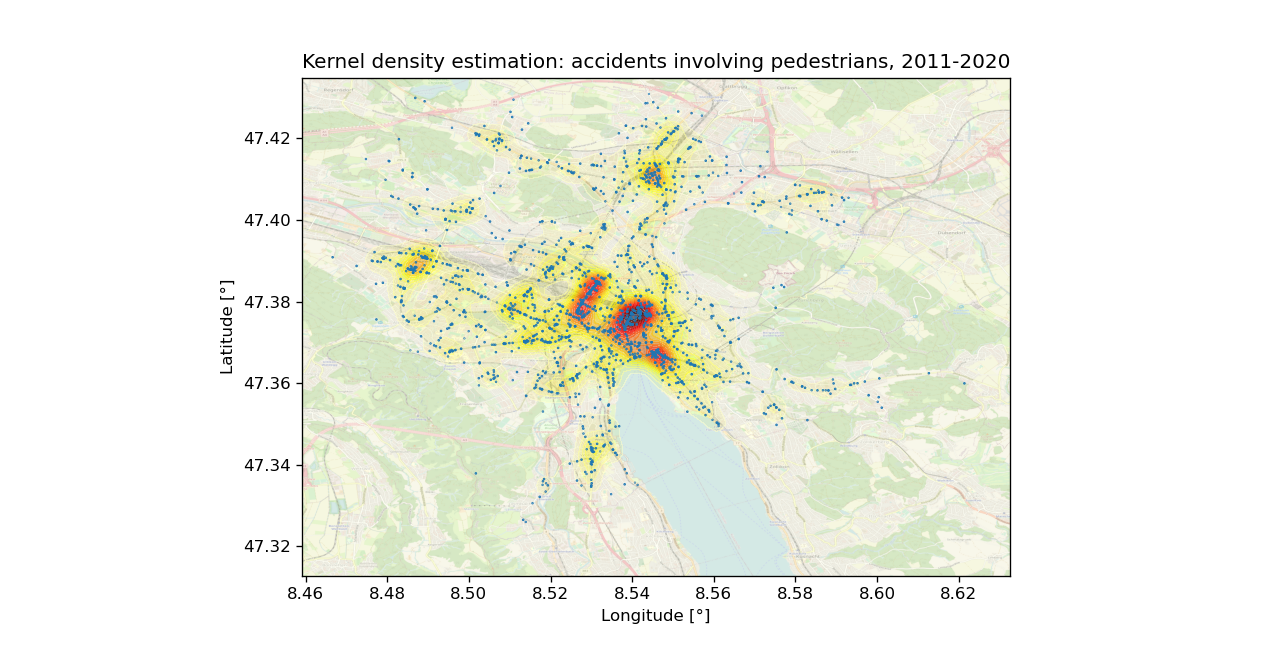 Kernel density estimation: accidents involving pedestrians, 2011-2020
47.42
47.40
47.38
47.36
47.34
47.32
Latitude [°]
8.46 8.48 8.50 8.52 8.54 8.56 8.58 8.60 8.62
Longitude [°]